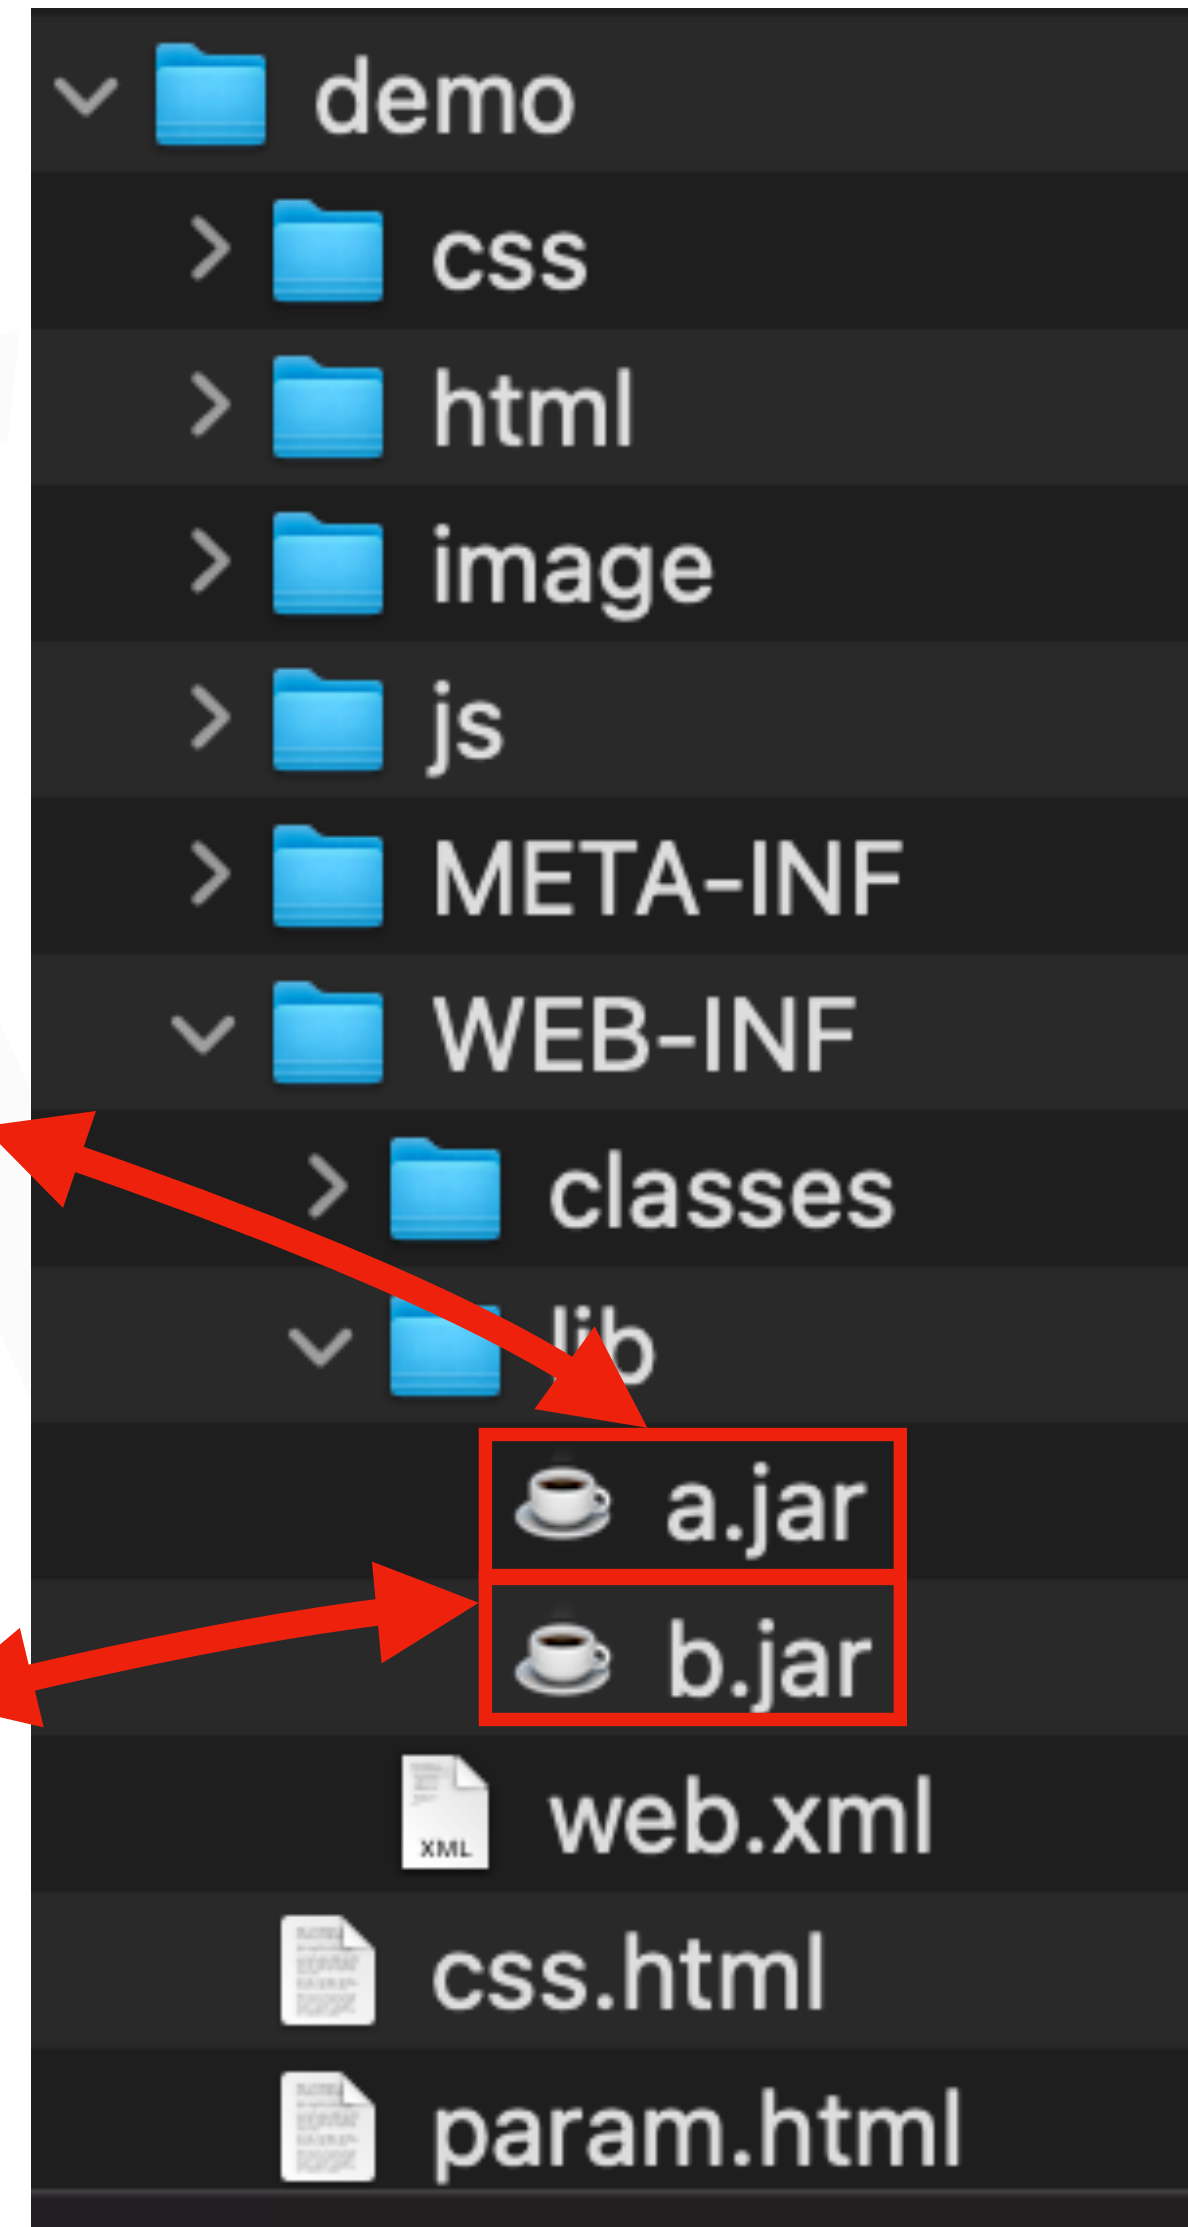 demo
css
html
image
js
META-INF
WEB-INF
classes
lib
a.jar
b.jar
XML
web.xml
css.html
param.html